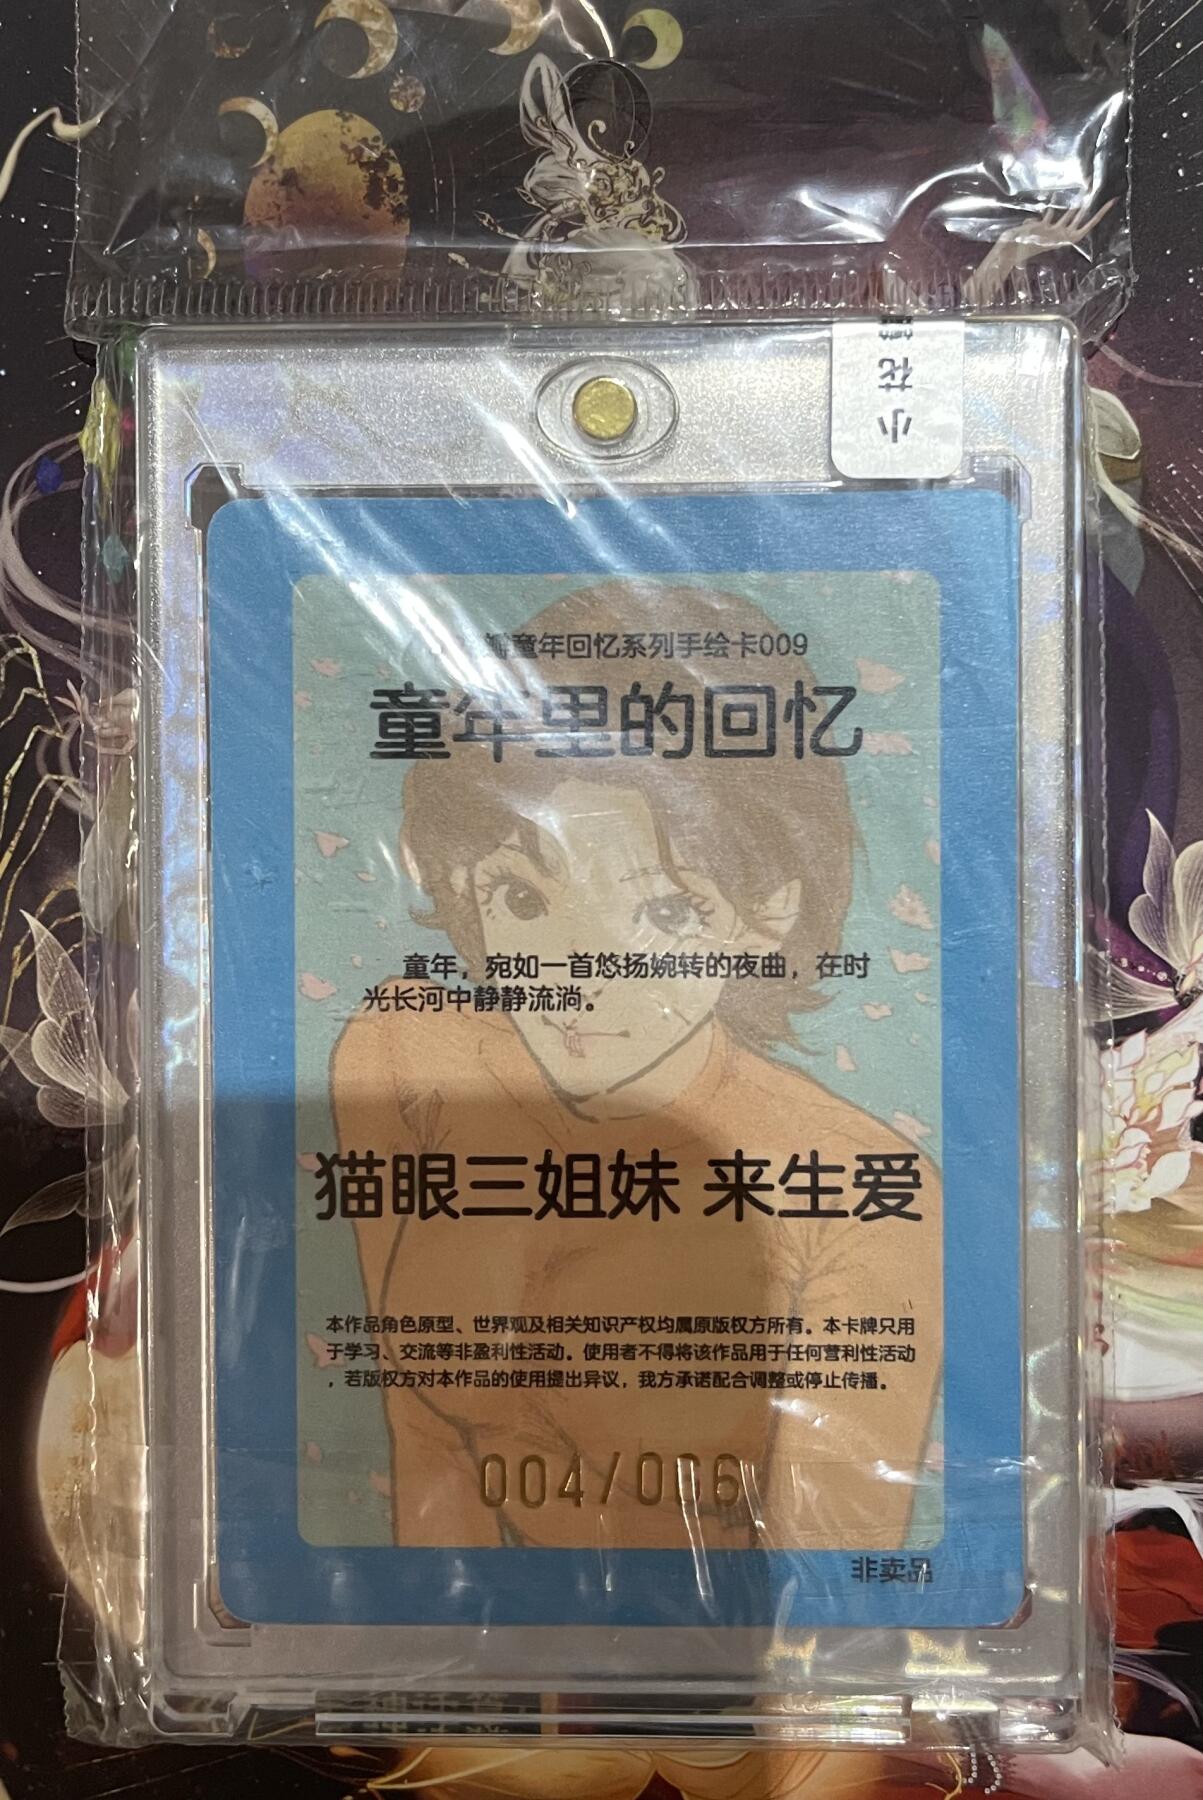 小花
瓣童年回忆系列手绘卡009
童年里的回忆
童年，宛如一首悠扬婉转的夜曲，在时
光长河中静静流淌。
猫眼三姐妹 来生爱
本作品角色原型、世界观及相关知识产权均属原版权方所有。本卡牌只用
于学习、交流等非盈利性活动。使用者不得将该作品用于任何营利性活动
，若版权方对本作品的使用提出异议，我方承诺配合调整或停止传播。
004/006
非卖品